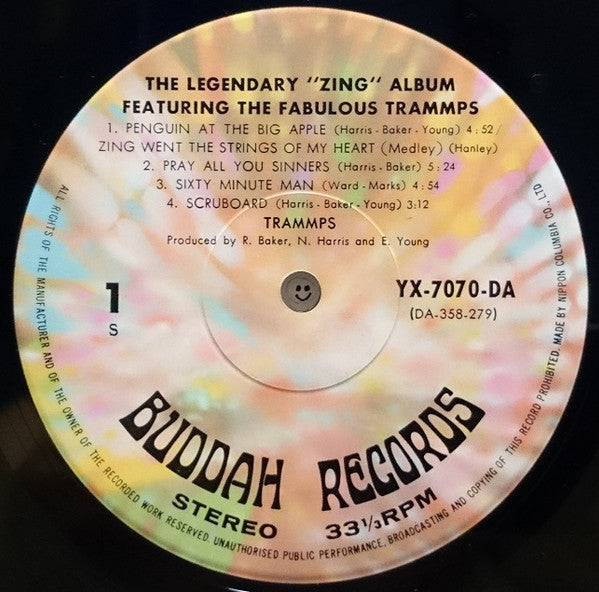 THE LEGENDARY "ZING" ALBUM
FEATURING THE FABULOUS TRAMMPS
1. PENGUIN AT THE BIG APPLE (Harris-Baker-Young) 4:52/
ZING WENT THE STRINGS OF MY HEART (Medley) (Hanley)
2. PRAY ALL YOU SINNERS (Harris-Baker) 5:24
3. SIXTY MINUTE MAN (Ward-Marks) 4:54
4. SCRUBOARD (Harris-Baker-Young) 3:12
TRAMMPS
Produced by R. Baker, N. Harris and E. Young
1
S
YX-7070-DA
(DA-358-279)
BUDDAH RECORDS
STEREO
33 1/3 RPM
ALL RIGHTS OF THE MANUFACTURER AND OF THE OWNER OF THE RECORDED WORK RESERVED. UNAUTHORISED PUBLIC PERFORMANCE, BROADCASTING AND COPYING OF THIS RECORD PROHIBITED. MADE BY NIPPON COLUMBIA CO., LTD